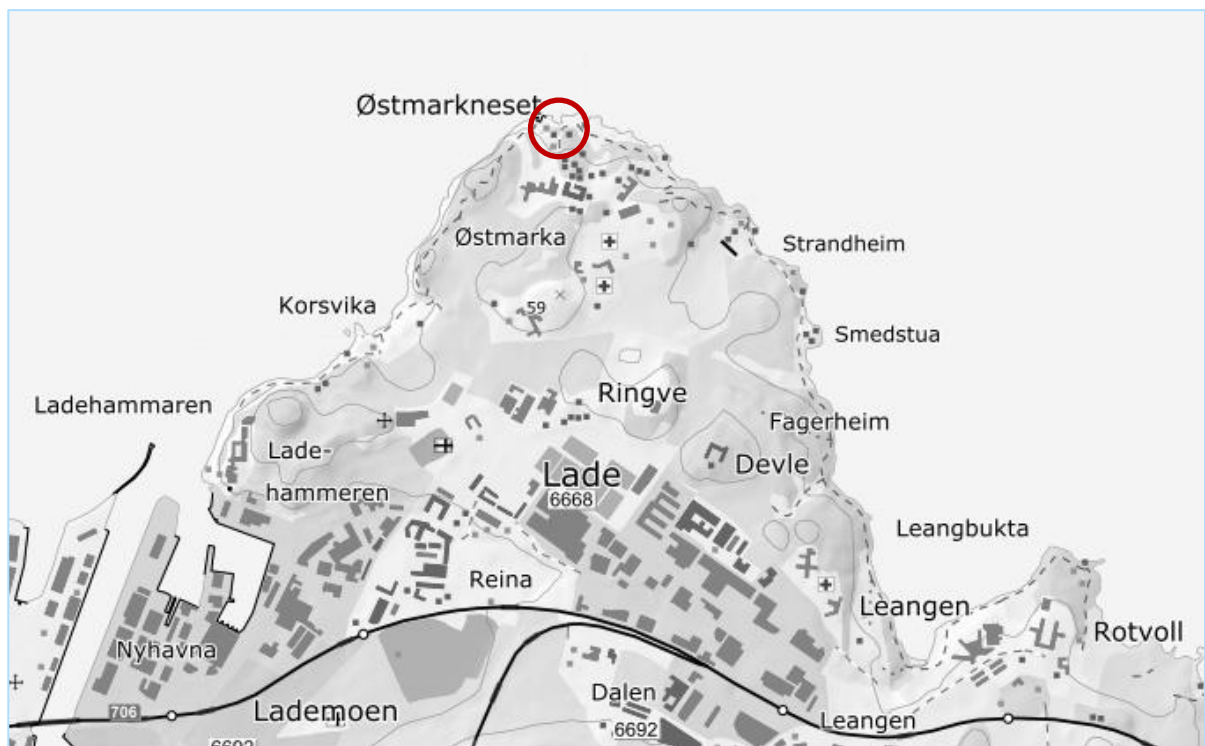 Østmarkneset
Østmarka
Strandheim
Korsvika
59
Smedstua
Ringve
Ladehammaren
Fagerheim
Lade-
hammeren
Lade
Devle
6668
Leangbukta
Reina
Leangen
Rotvoll
Nyhavna
Dalen
706
Lademoen
Leangen
6692